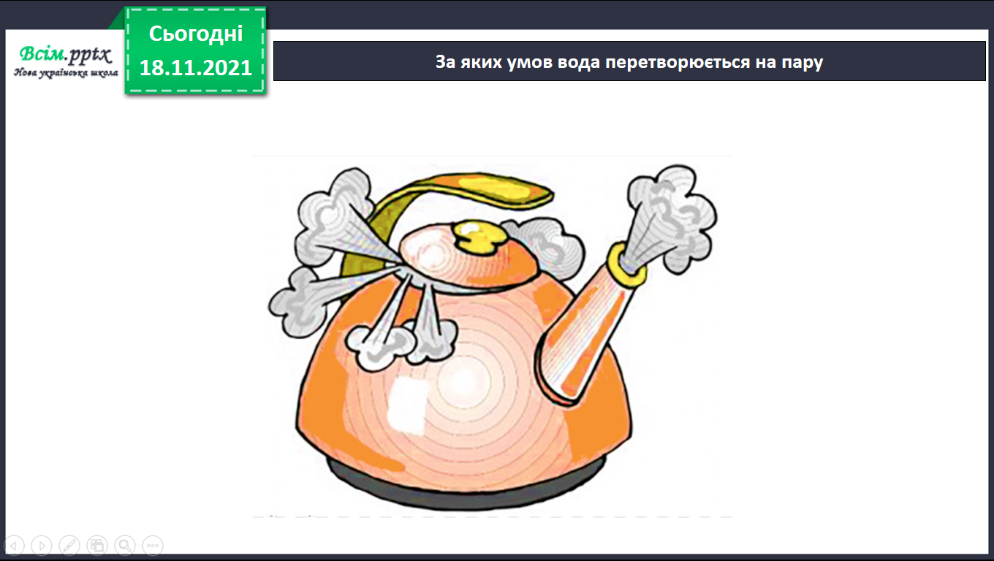 Всім.pptx
Нова українська школа
Сьогодні
18.11.2021
За яких умов вода перетворюється на пару